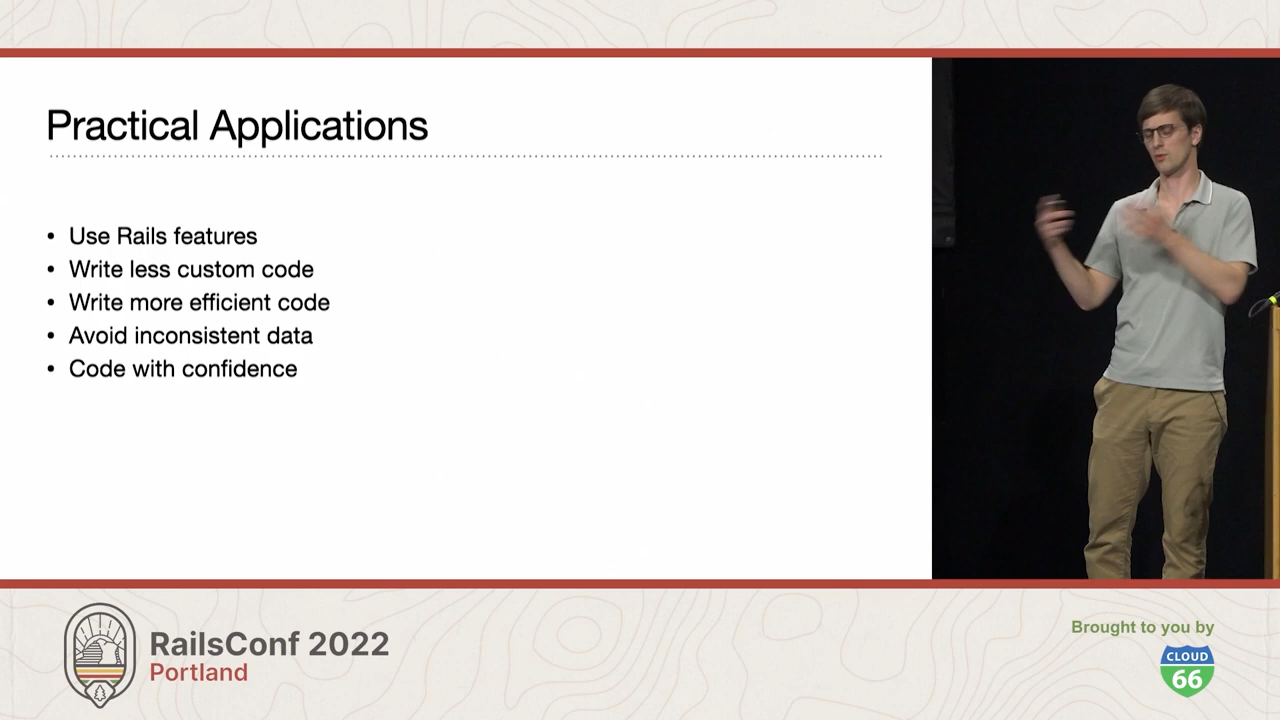 Practical Applications
• Use Rails features
• Write less custom code
• Write more efficient code
• Avoid inconsistent data
• Code with confidence
RailsConf 2022
Portland
Brought to you by
CLOUD
66